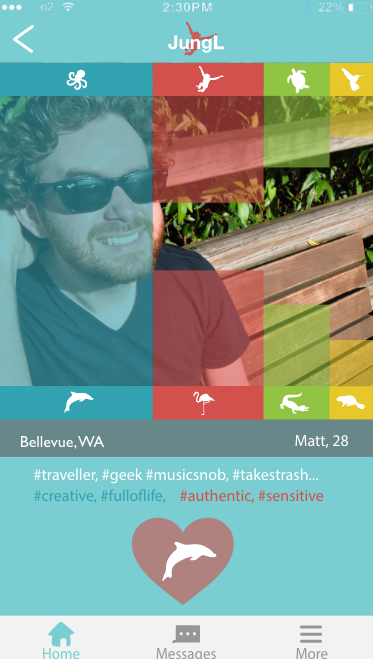 o2 2:30PM 22%
JungL
Bellevue, WA Matt, 28
#traveller, #geek #musicsnob, #takestrash...
#creative, #fulloflife, #authentic, #sensitive
Home Messages More